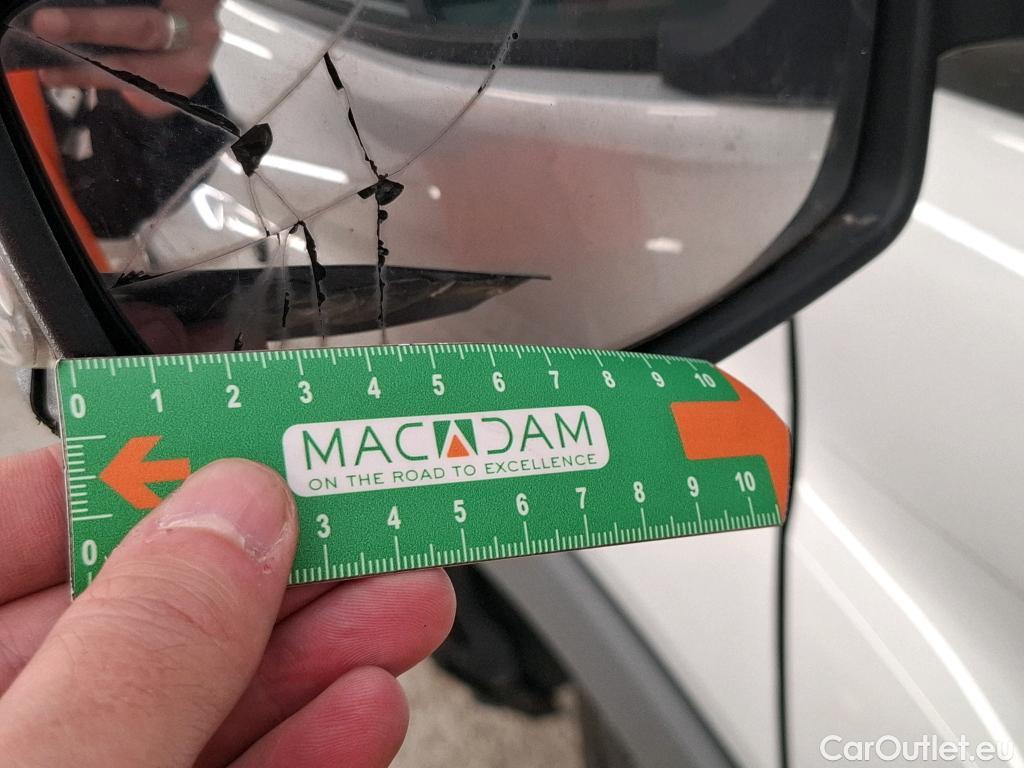 0 1 2 3 4 5 6 7 8 9 10
MACADAM
ON THE ROAD TO EXCELLENCE
0 3 4 5 6 7 8 9 10
CarOutlet.eu